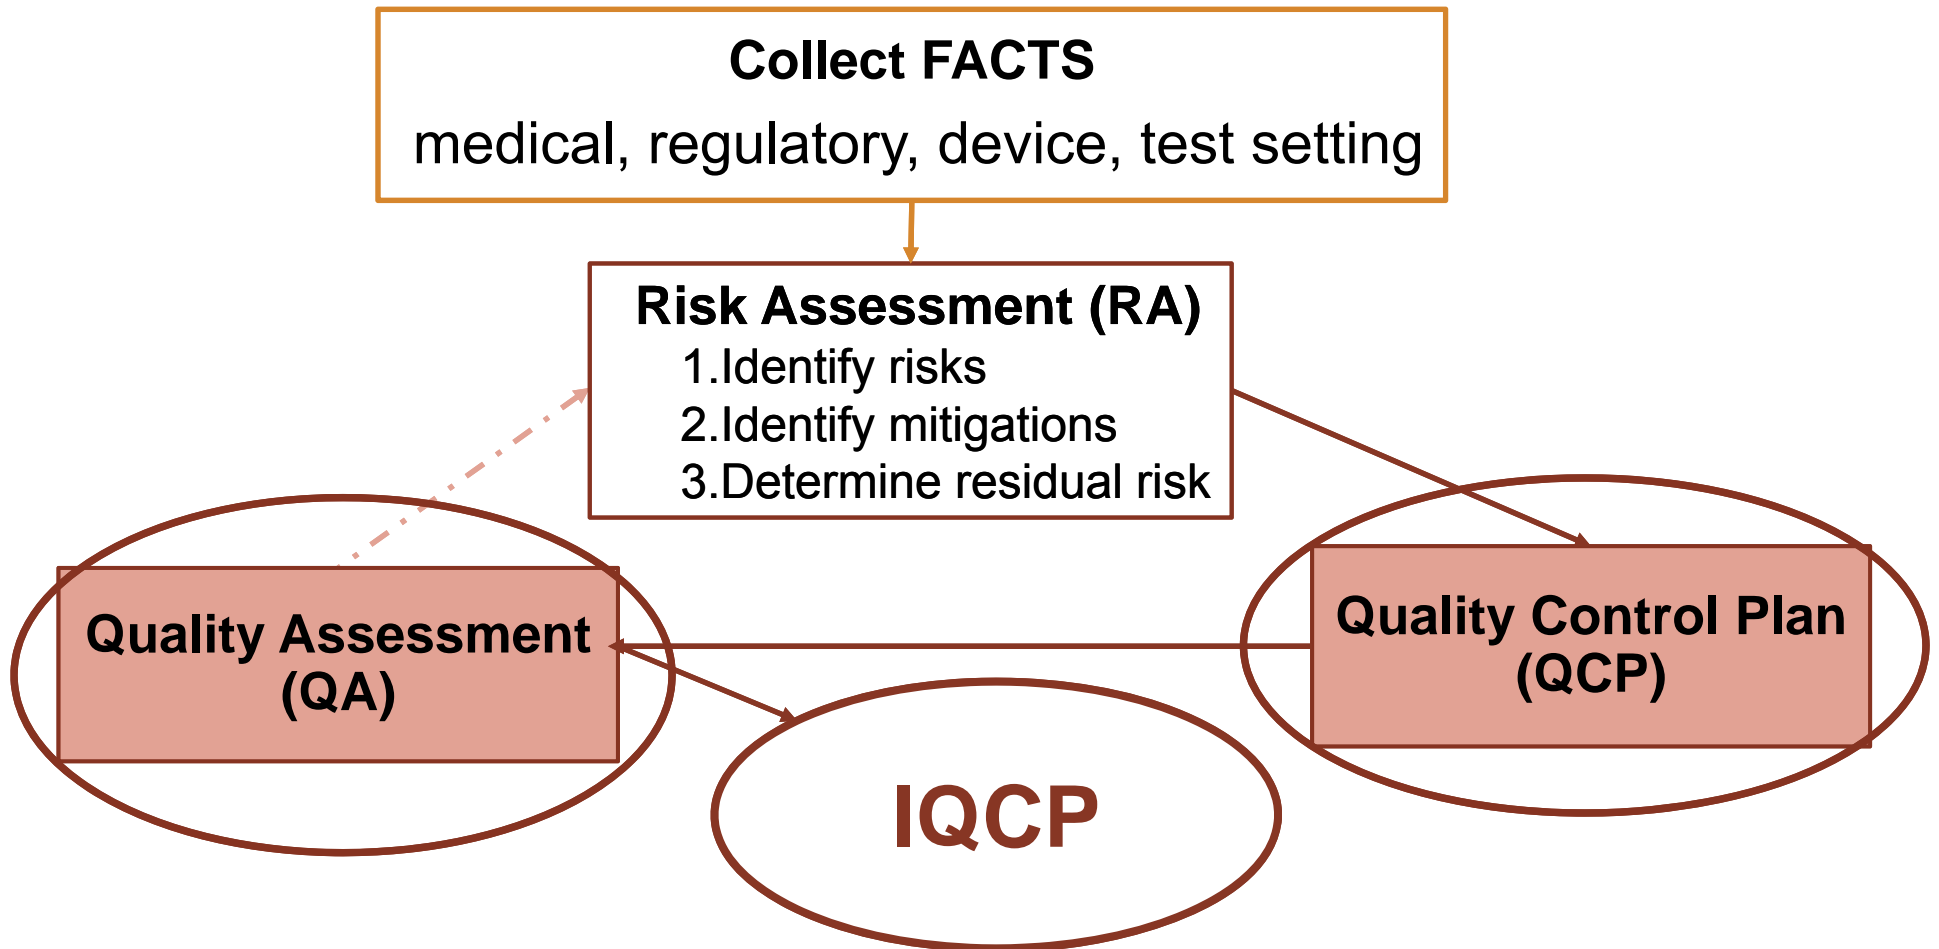 Collect FACTS
medical, regulatory, device, test setting
Risk Assessment (RA)
1.Identify risks
2.Identify mitigations
3.Determine residual risk
Quality Assessment
(QA)
Quality Control Plan
(QCP)
IQCP